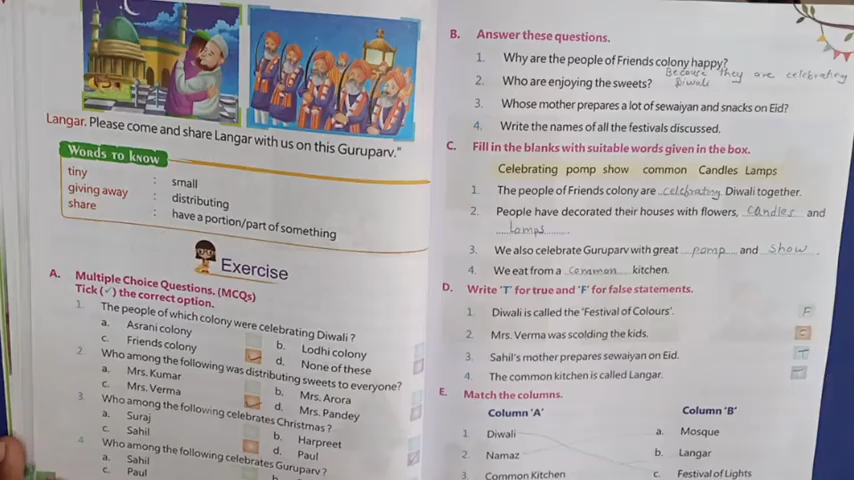 Langar. Please come and share Langar with us on this Guruparv."
Words to know
tiny : small
giving away : distributing
share : have a portion/part of something
Exercise
A. Multiple Choice Questions. (MCQs)
Tick (✓) the correct option.
1. The people of which colony were celebrating Diwali ?
a. Asrani colony
b. Lodhi colony
c. Friends colony
d. None of these
2. Who among the following was distributing sweets to everyone?
a. Mrs. Kumar
b. Mrs. Arora
c. Mrs. Verma
d. Mrs. Pandey
3. Who among the following celebrates Christmas ?
a. Suraj
b. Harpreet
c. Sahil
d. Paul
4. Who among the following celebrates Guruparv ?
a. Sahil
c. Paul
B. Answer these questions.
1. Why are the people of Friends colony happy?
Because they are celebrating
Diwali
2. Who are enjoying the sweets?
3. Whose mother prepares a lot of sewaiyan and snacks on Eid?
4. Write the names of all the festivals discussed.
C. Fill in the blanks with suitable words given in the box.
Celebrating pomp show common Candles Lamps
1. The people of Friends colony are celebrating Diwali together.
2. People have decorated their houses with flowers, candles and
Lamps
3. We also celebrate Guruparv with great pomp and show.
4. We eat from a common kitchen.
D. Write 'T' for true and 'F' for false statements.
1. Diwali is called the 'Festival of Colours'. F
2. Mrs. Verma was scolding the kids.
3. Sahil's mother prepares sewaiyan on Eid. T
4. The common kitchen is called Langar. T
E. Match the columns.
Column 'A' Column 'B'
1. Diwali a. Mosque
2. Namaz b. Langar
3. Common Kitchen c. Festival of Lights